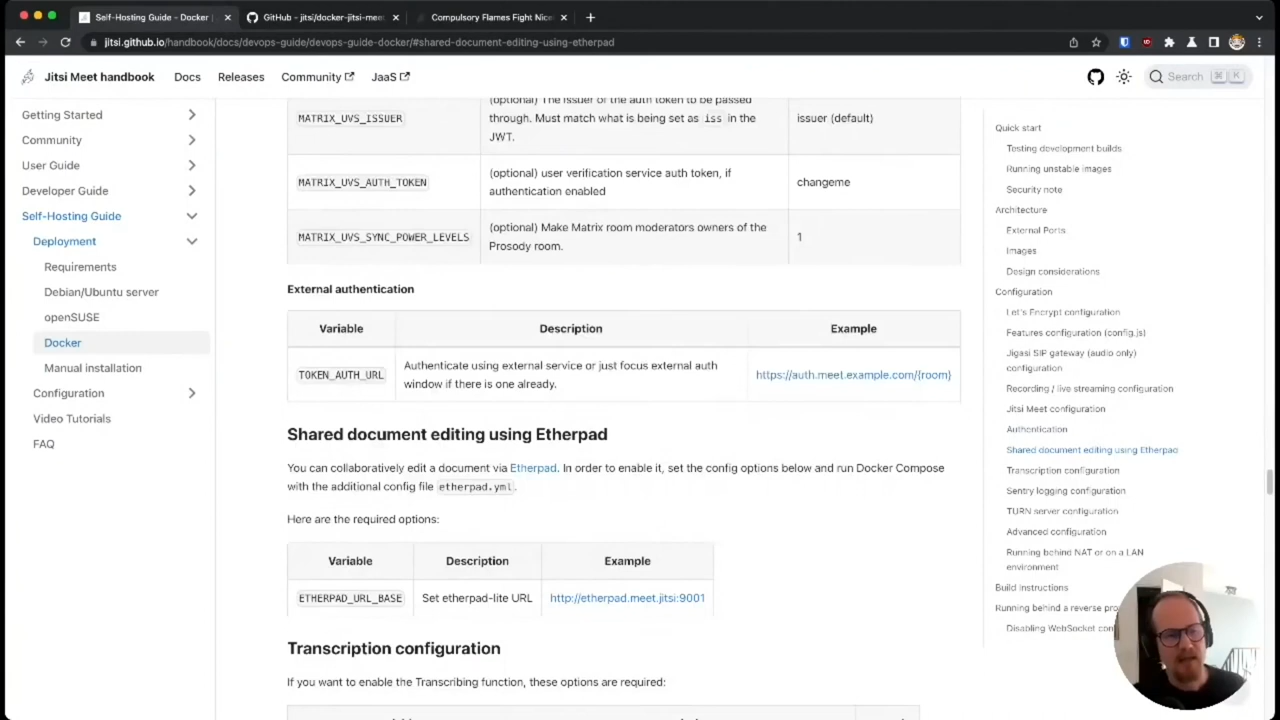 Self-Hosting Guide - Docker |
GitHub - jitsi/docker-jitsi-mee
Compulsory Flames Fight Nice
jitsi.github.io/handbook/docs/devops-guide/devops-guide-docker/#shared-document-editing-using-etherpad
Jitsi Meet handbook
Docs
Releases
Community
JaaS
Search
⌘ K
Getting Started
Community
User Guide
Developer Guide
Self-Hosting Guide
Deployment
Requirements
Debian/Ubuntu server
openSUSE
Docker
Manual installation
Configuration
Video Tutorials
FAQ
MATRIX_UVS_ISSUER
(optional) The issuer of the auth token to be passed
through. Must match what is being set as iss in the
JWT.
issuer (default)
MATRIX_UVS_AUTH_TOKEN
(optional) user verification service auth token, if
authentication enabled
changeme
MATRIX_UVS_SYNC_POWER_LEVELS
(optional) Make Matrix room moderators owners of the
Prosody room.
1
External authentication
Variable
Description
Example
TOKEN_AUTH_URL
Authenticate using external service or just focus external auth
window if there is one already.
https://auth.meet.example.com/{room}
Shared document editing using Etherpad
You can collaboratively edit a document via Etherpad. In order to enable it, set the config options below and run Docker Compose
with the additional config file etherpad.yml.
Here are the required options:
Variable
Description
Example
ETHERPAD_URL_BASE
Set etherpad-lite URL
http://etherpad.meet.jitsi:9001
Transcription configuration
If you want to enable the Transcribing function, these options are required:
Quick start
Testing development builds
Running unstable images
Security note
Architecture
External Ports
Images
Design considerations
Configuration
Let's Encrypt configuration
Features configuration (config.js)
Jigasi SIP gateway (audio only)
configuration
Recording / live streaming configuration
Jitsi Meet configuration
Authentication
Shared document editing using Etherpad
Transcription configuration
Sentry logging configuration
TURN server configuration
Advanced configuration
Running behind NAT or on a LAN
environment
Build Instructions
Running behind a reverse pro
Disabling WebSocket con